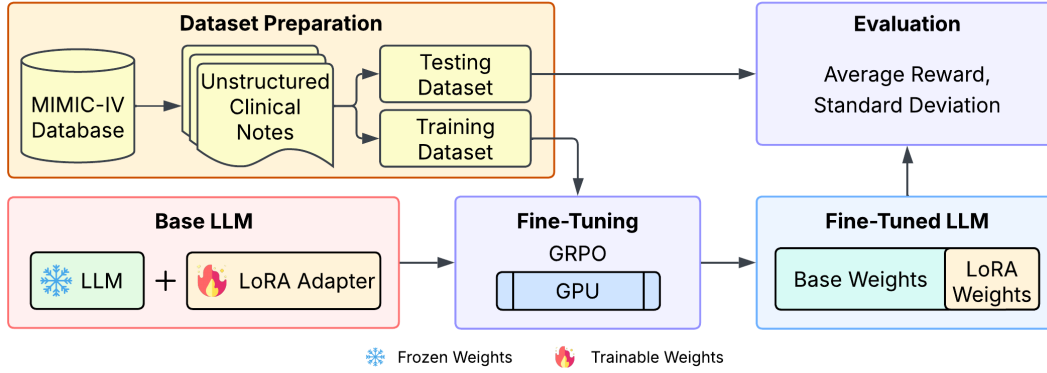 Dataset Preparation
MIMIC-IV
Database
Unstructured
Clinical
Notes
Testing
Dataset
Training
Dataset
Evaluation
Average Reward,
Standard Deviation
Base LLM
LLM
+
LoRA Adapter
Fine-Tuning
GRPO
GPU
Fine-Tuned LLM
Base Weights
LoRA
Weights
Frozen Weights
Trainable Weights